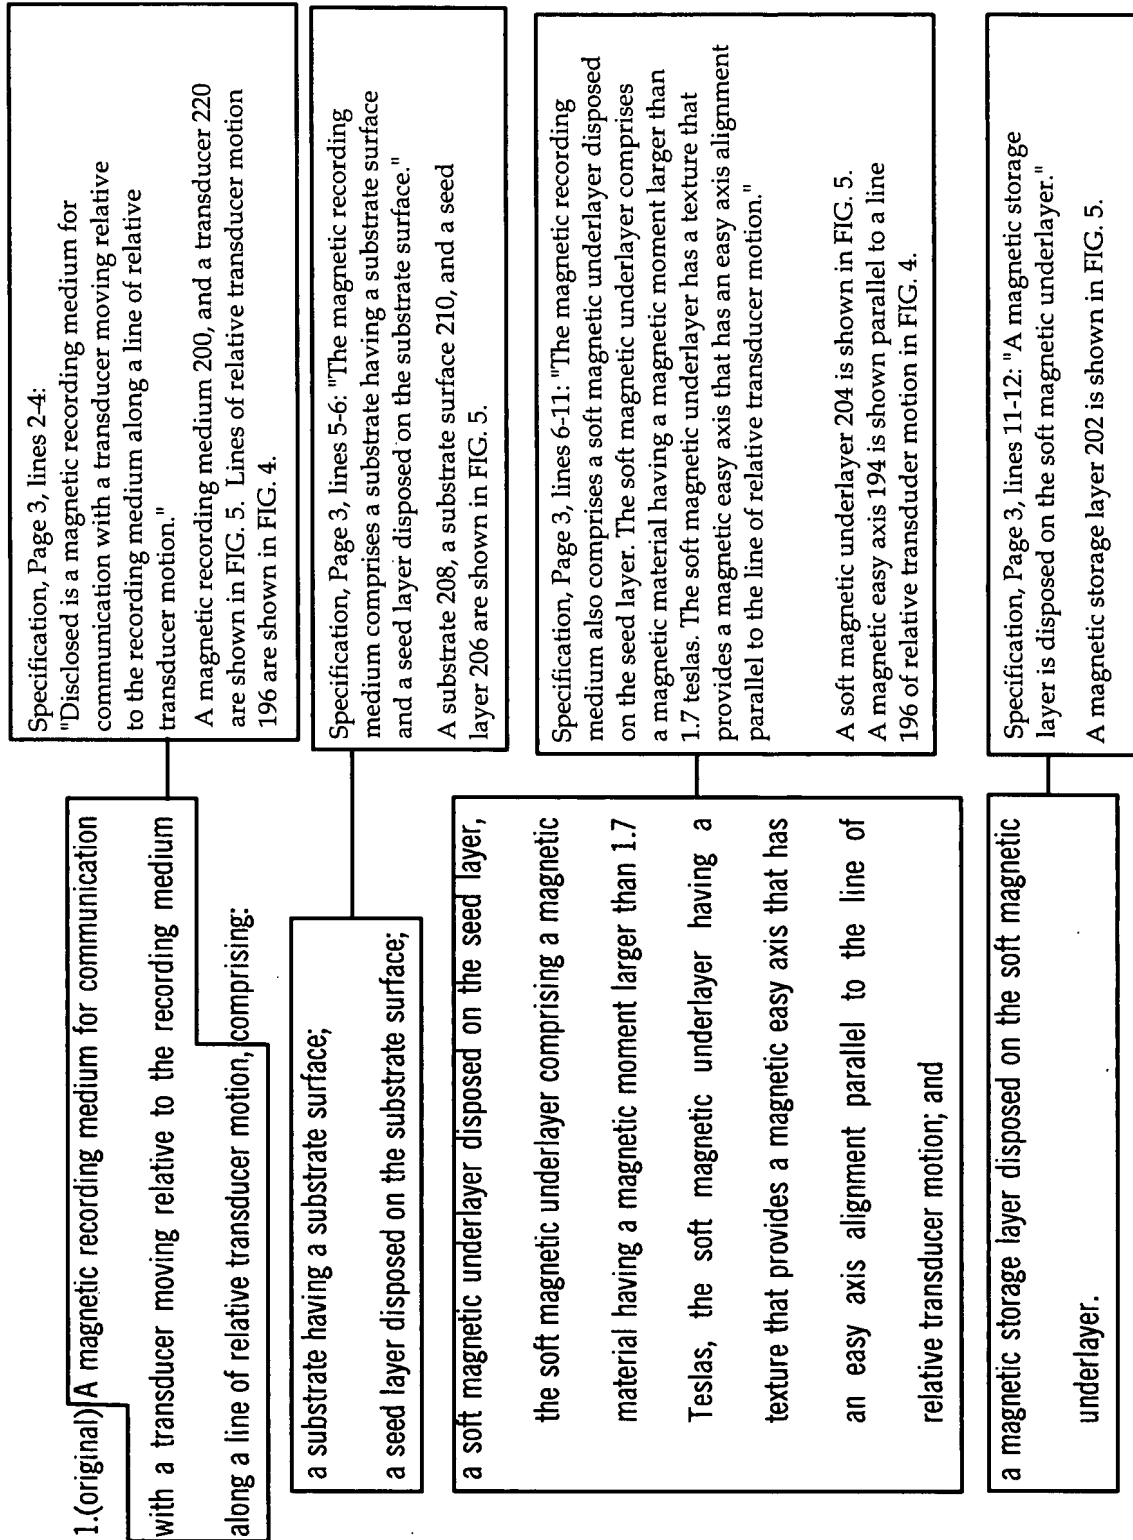 1.(original) A magnetic recording medium for communication
with a transducer moving relative to the recording medium
along a line of relative transducer motion, comprising:
a substrate having a substrate surface;
a seed layer disposed on the substrate surface;
a soft magnetic underlayer disposed on the seed layer,
the soft magnetic underlayer comprising a magnetic
material having a magnetic moment larger than 1.7
Teslas, the soft magnetic underlayer having a
texture that provides a magnetic easy axis that has
an easy axis alignment parallel to the line of
relative transducer motion; and
a magnetic storage layer disposed on the soft magnetic
underlayer.
Specification, Page 3, lines 2-4:
"Disclosed is a magnetic recording medium for
communication with a transducer moving relative
to the recording medium along a line of relative
transducer motion."
A magnetic recording medium 200, and a transducer 220
are shown in FIG. 5. Lines of relative transducer motion
196 are shown in FIG. 4.
Specification, Page 3, lines 5-6: "The magnetic recording
medium comprises a substrate having a substrate surface
and a seed layer disposed on the substrate surface."
A substrate 208, a substrate surface 210, and a seed
layer 206 are shown in FIG. 5.
Specification, Page 3, lines 6-11: "The magnetic recording
medium also comprises a soft magnetic underlayer disposed
on the seed layer. The soft magnetic underlayer comprises
a magnetic material having a magnetic moment larger than
1.7 teslas. The soft magnetic underlayer has a texture that
provides a magnetic easy axis that has an easy axis alignment
parallel to the line of relative transducer motion."
A soft magnetic underlayer 204 is shown in FIG. 5.
A magnetic easy axis 194 is shown parallel to a line
196 of relative transduder motion in FIG. 4.
Specification, Page 3, lines 11-12: "A magnetic storage
layer is disposed on the soft magnetic underlayer."
A magnetic storage layer 202 is shown in FIG. 5.